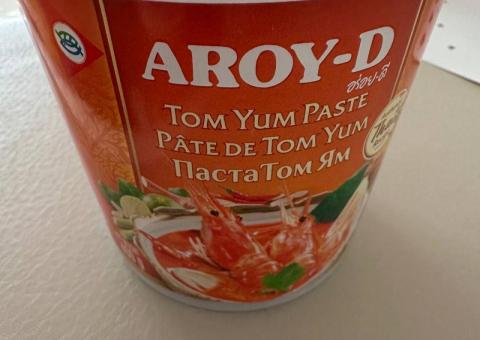 AROY-D
อร่อย-ดี
TOM YUM PASTE
PÂTE DE TOM YUM
ПАСТА ТОМ ЯМ